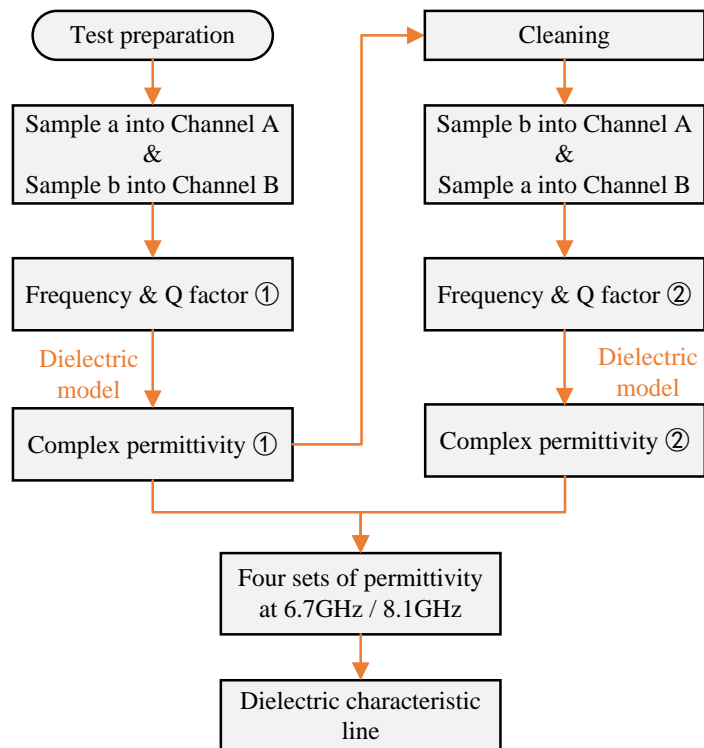 Test preparation
Sample a into Channel A
&
Sample b into Channel B
Frequency & Q factor ①
Dielectric
model
Complex permittivity ①
Cleaning
Sample b into Channel A
&
Sample a into Channel B
Frequency & Q factor ②
Dielectric
model
Complex permittivity ②
Four sets of permittivity
at 6.7GHz / 8.1GHz
Dielectric characteristic
line